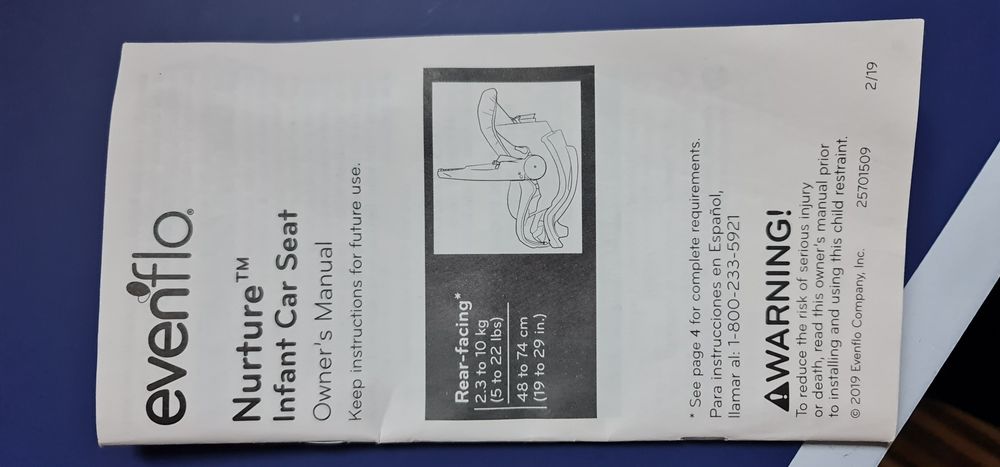 evenflo®
Nurture™
Infant Car Seat
Owner's Manual
Keep instructions for future use.
Rear-facing*
2.3 to 10 kg
(5 to 22 lbs)
48 to 74 cm
(19 to 29 in.)
* See page 4 for complete requirements.
Para instrucciones en Español,
llamar al: 1-800-233-5921
⚠WARNING!
To reduce the risk of serious injury
or death, read this owner's manual prior
to installing and using this child restraint.
© 2019 Evenflo Company, Inc. 25701509 2/19